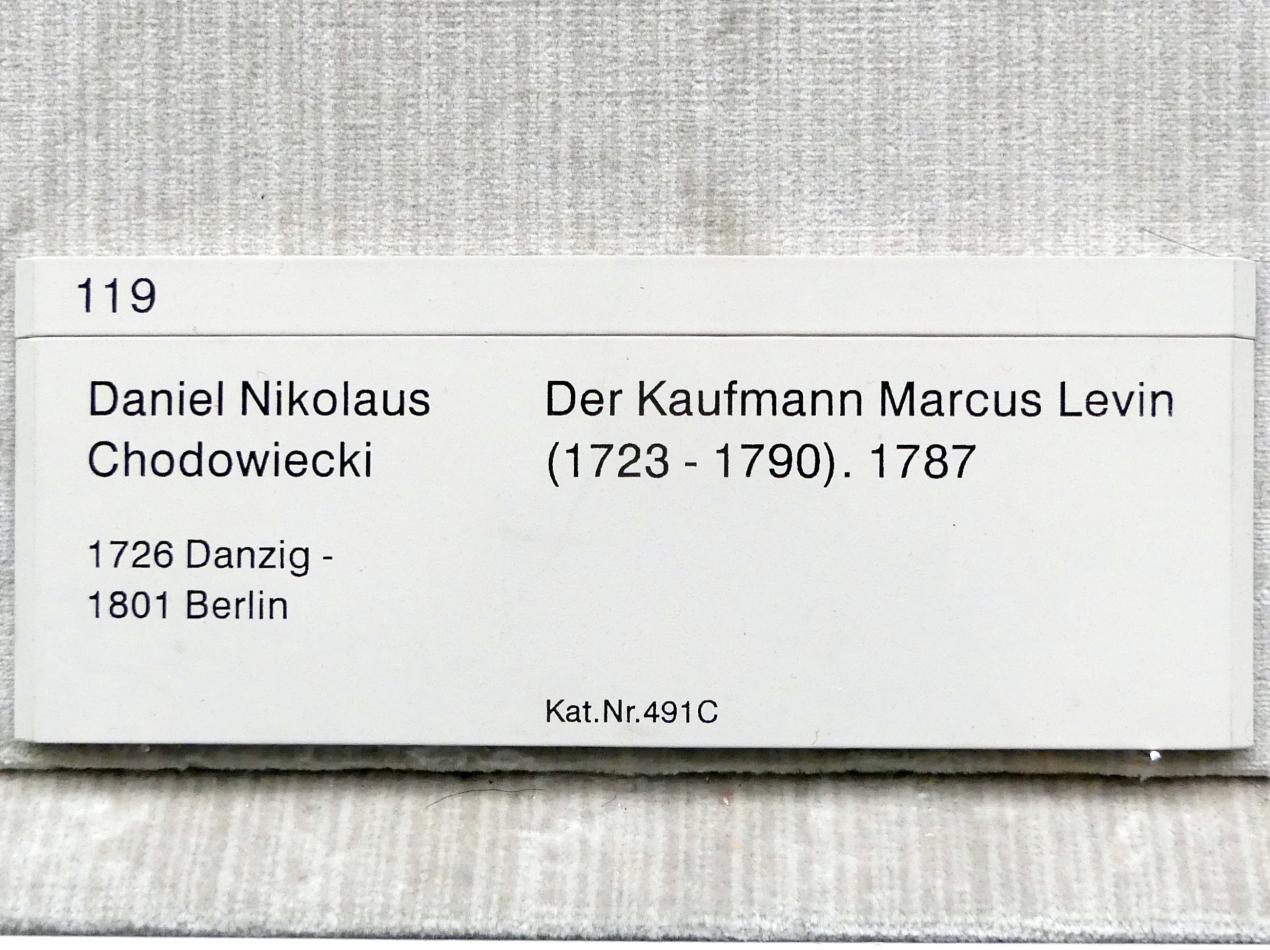 119
Daniel Nikolaus
Chodowiecki
1726 Danzig -
1801 Berlin
Der Kaufmann Marcus Levin
(1723 - 1790). 1787
Kat.Nr.491C